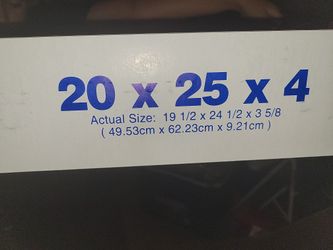 20 x 25 x 4
Actual Size: 19 1/2 x 24 1/2 x 3 5/8
( 49.53cm x 62.23cm x 9.21cm )